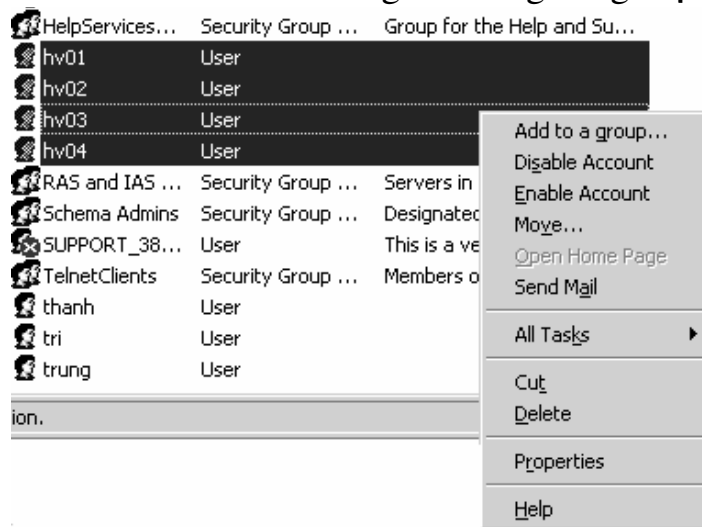 HelpServices... Security Group ... Group for the Help and Su...
hv01 User
hv02 User
hv03 User
hv04 User
RAS and IAS ... Security Group ... Servers in
Schema Admins Security Group ... Designated
SUPPORT_38... User This is a ve
TelnetClients Security Group ... Members o
thanh User
tri User
trung User
ion.
Add to a group...
Disable Account
Enable Account
Move...
Open Home Page
Send Mail
All Tasks
Cut
Delete
Properties
Help